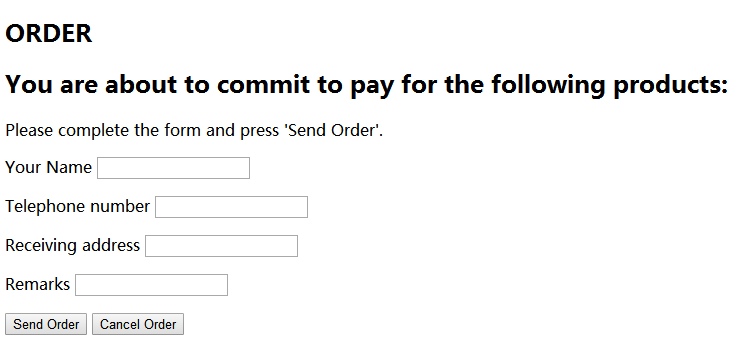 ORDER
You are about to commit to pay for the following products:
Please complete the form and press 'Send Order'.
Your Name
Telephone number
Receiving address
Remarks
Send Order Cancel Order